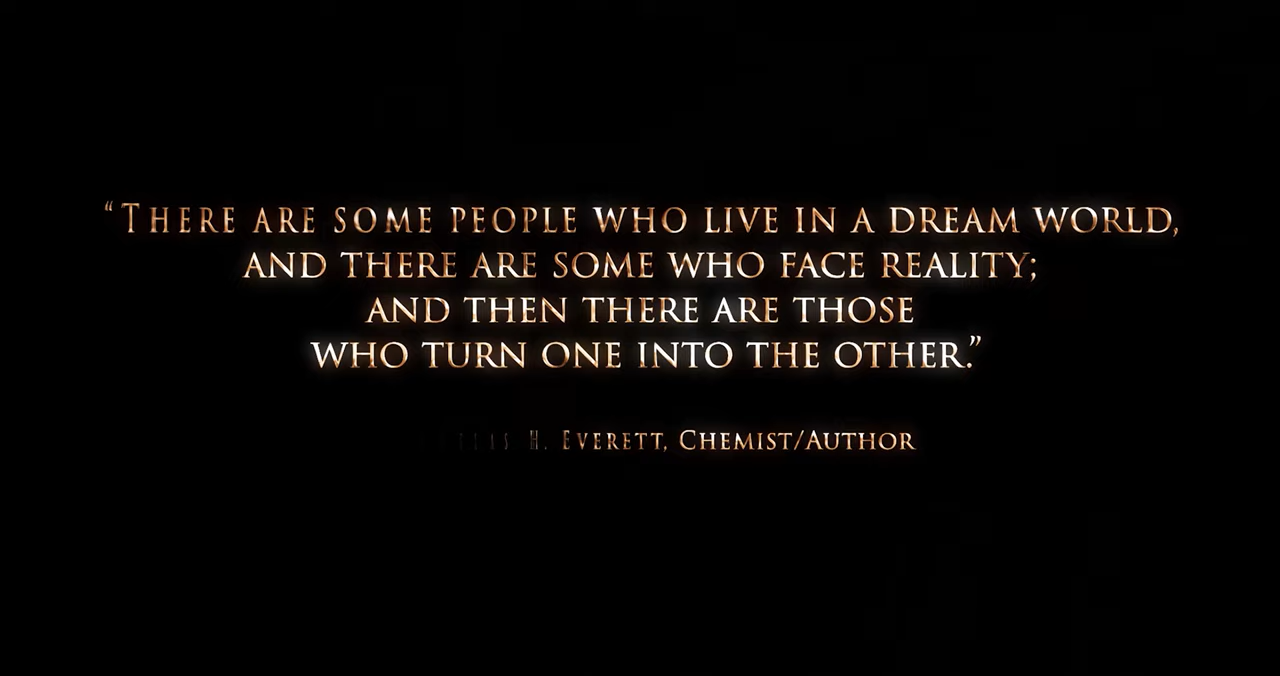 “There are some people who live in a dream world,
and there are some who face reality;
and then there are those
who turn one into the other.”
H. Everett, Chemist/Author